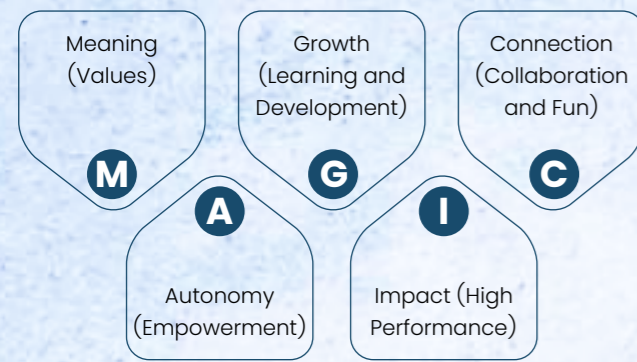 Meaning
(Values)
M
A
Autonomy
(Empowerment)
Growth
(Learning and
Development)
G
I
Impact (High
Performance)
Connection
(Collaboration
and Fun)
C